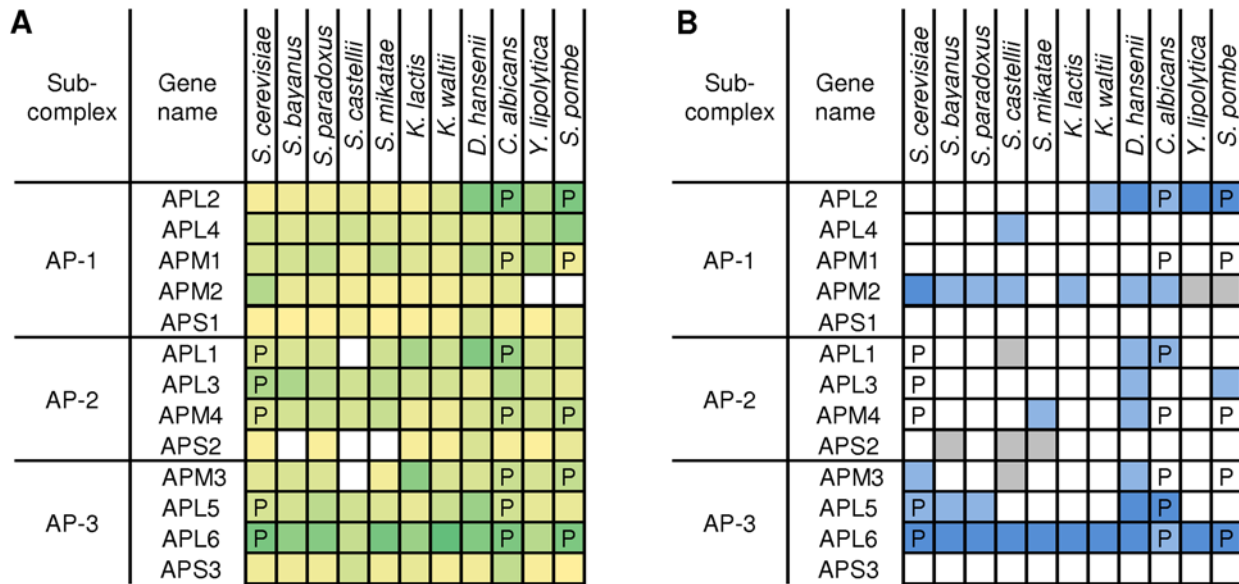 A
Sub-complex Gene name S. cerevisiae S. bayanus S. paradoxus S. castellii S. mikatae K. lactis K. waltii D. hansenii C. albicans Y. lipolytica S. pombe
AP-1
APL2 P P
APL4
APM1 P P
APM2
APS1
AP-2
APL1 P P
APL3 P
APM4 P P P
APS2
AP-3
APM3 P P
APL5 P P
APL6 P P P
APS3
B
Sub-complex Gene name S. cerevisiae S. bayanus S. paradoxus S. castellii S. mikatae K. lactis K. waltii D. hansenii C. albicans Y. lipolytica S. pombe
AP-1
APL2 P P
APL4
APM1 P P
APM2
APS1
AP-2
APL1 P P
APL3 P
APM4 P P P
APS2
AP-3
APM3 P P
APL5 P P
APL6 P P P
APS3